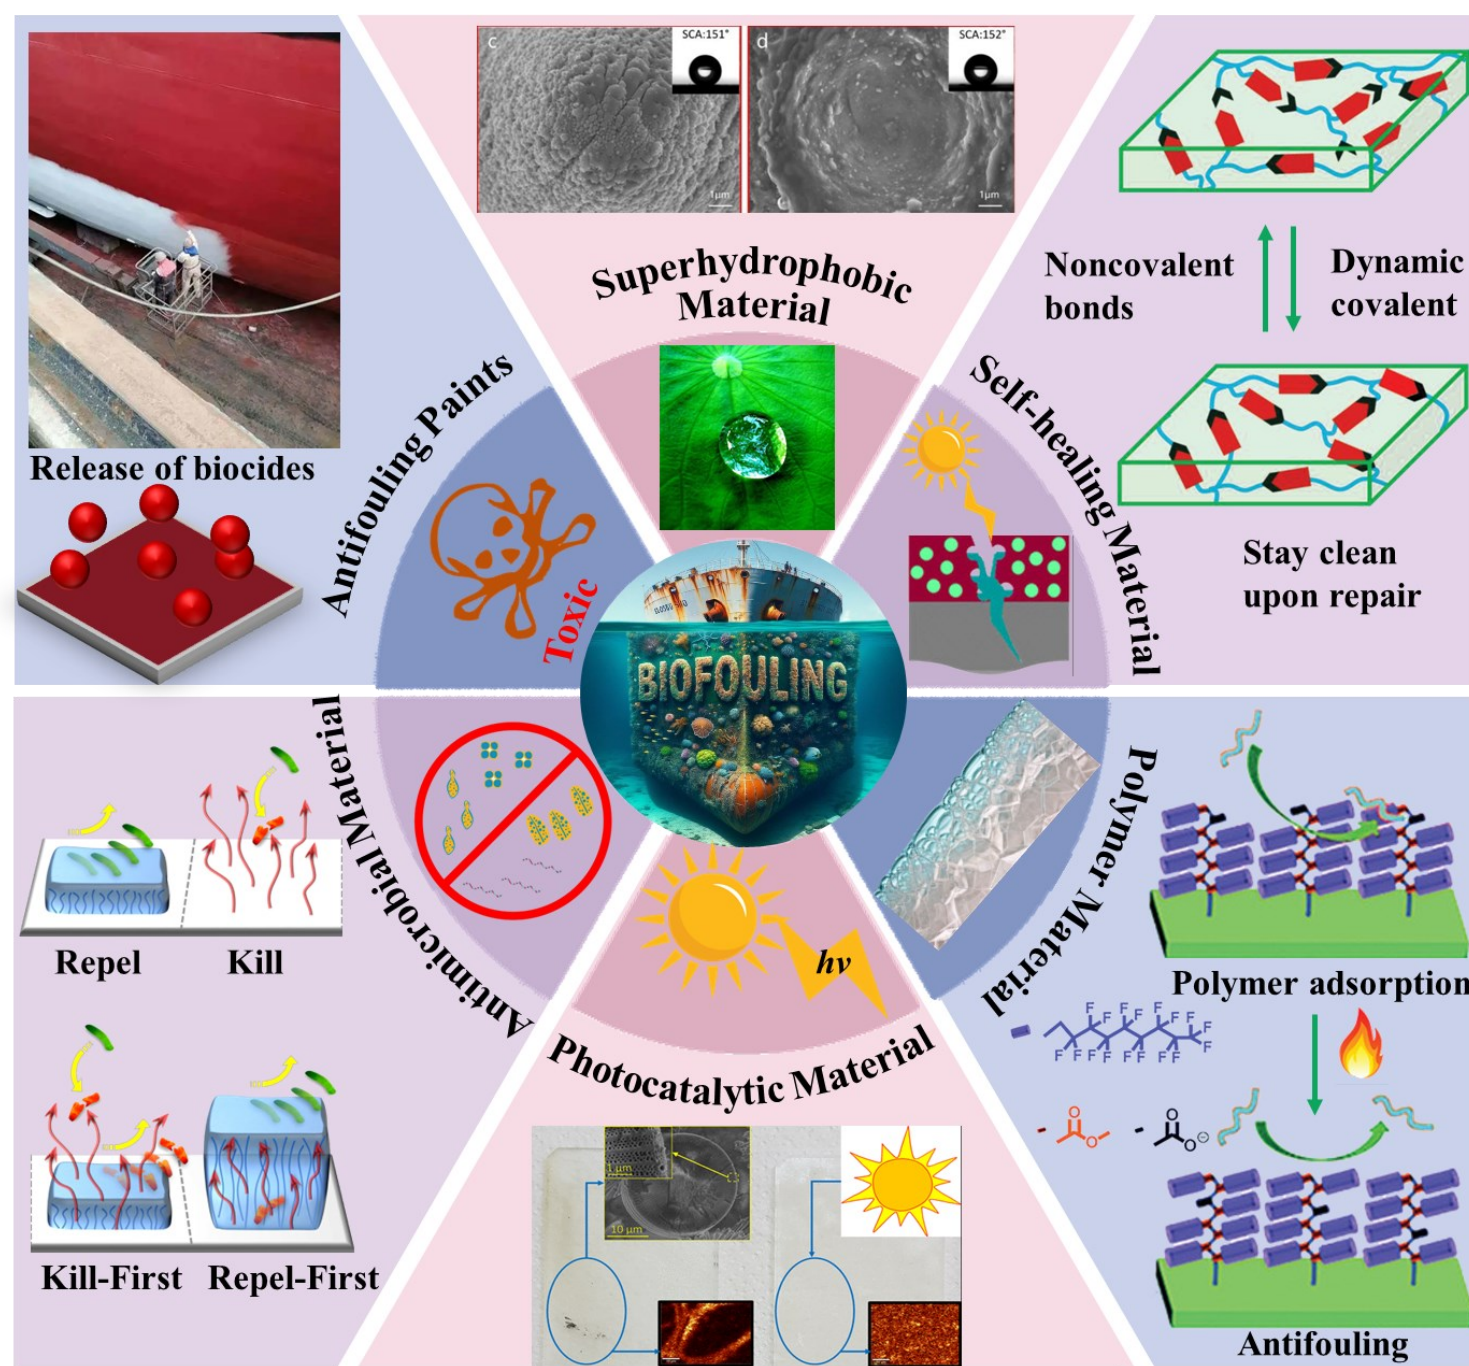 c
SCA:151°
1μm
d
SCA:152°
1μm
Superhydrophobic
Material
Noncovalent
bonds
Dynamic
covalent
Self-healing Material
Stay clean
upon repair
Antifouling Paints
Release of biocides
Toxic
BIOFOULING
Antimicrobial Material
Repel
Kill
Kill-First
Repel-First
hν
Photocatalytic Material
1 μm
10 μm
Polymer Material
Polymer adsorption
F F F F F F F
F F F F F F F F
O
O
O
O⊖
Antifouling